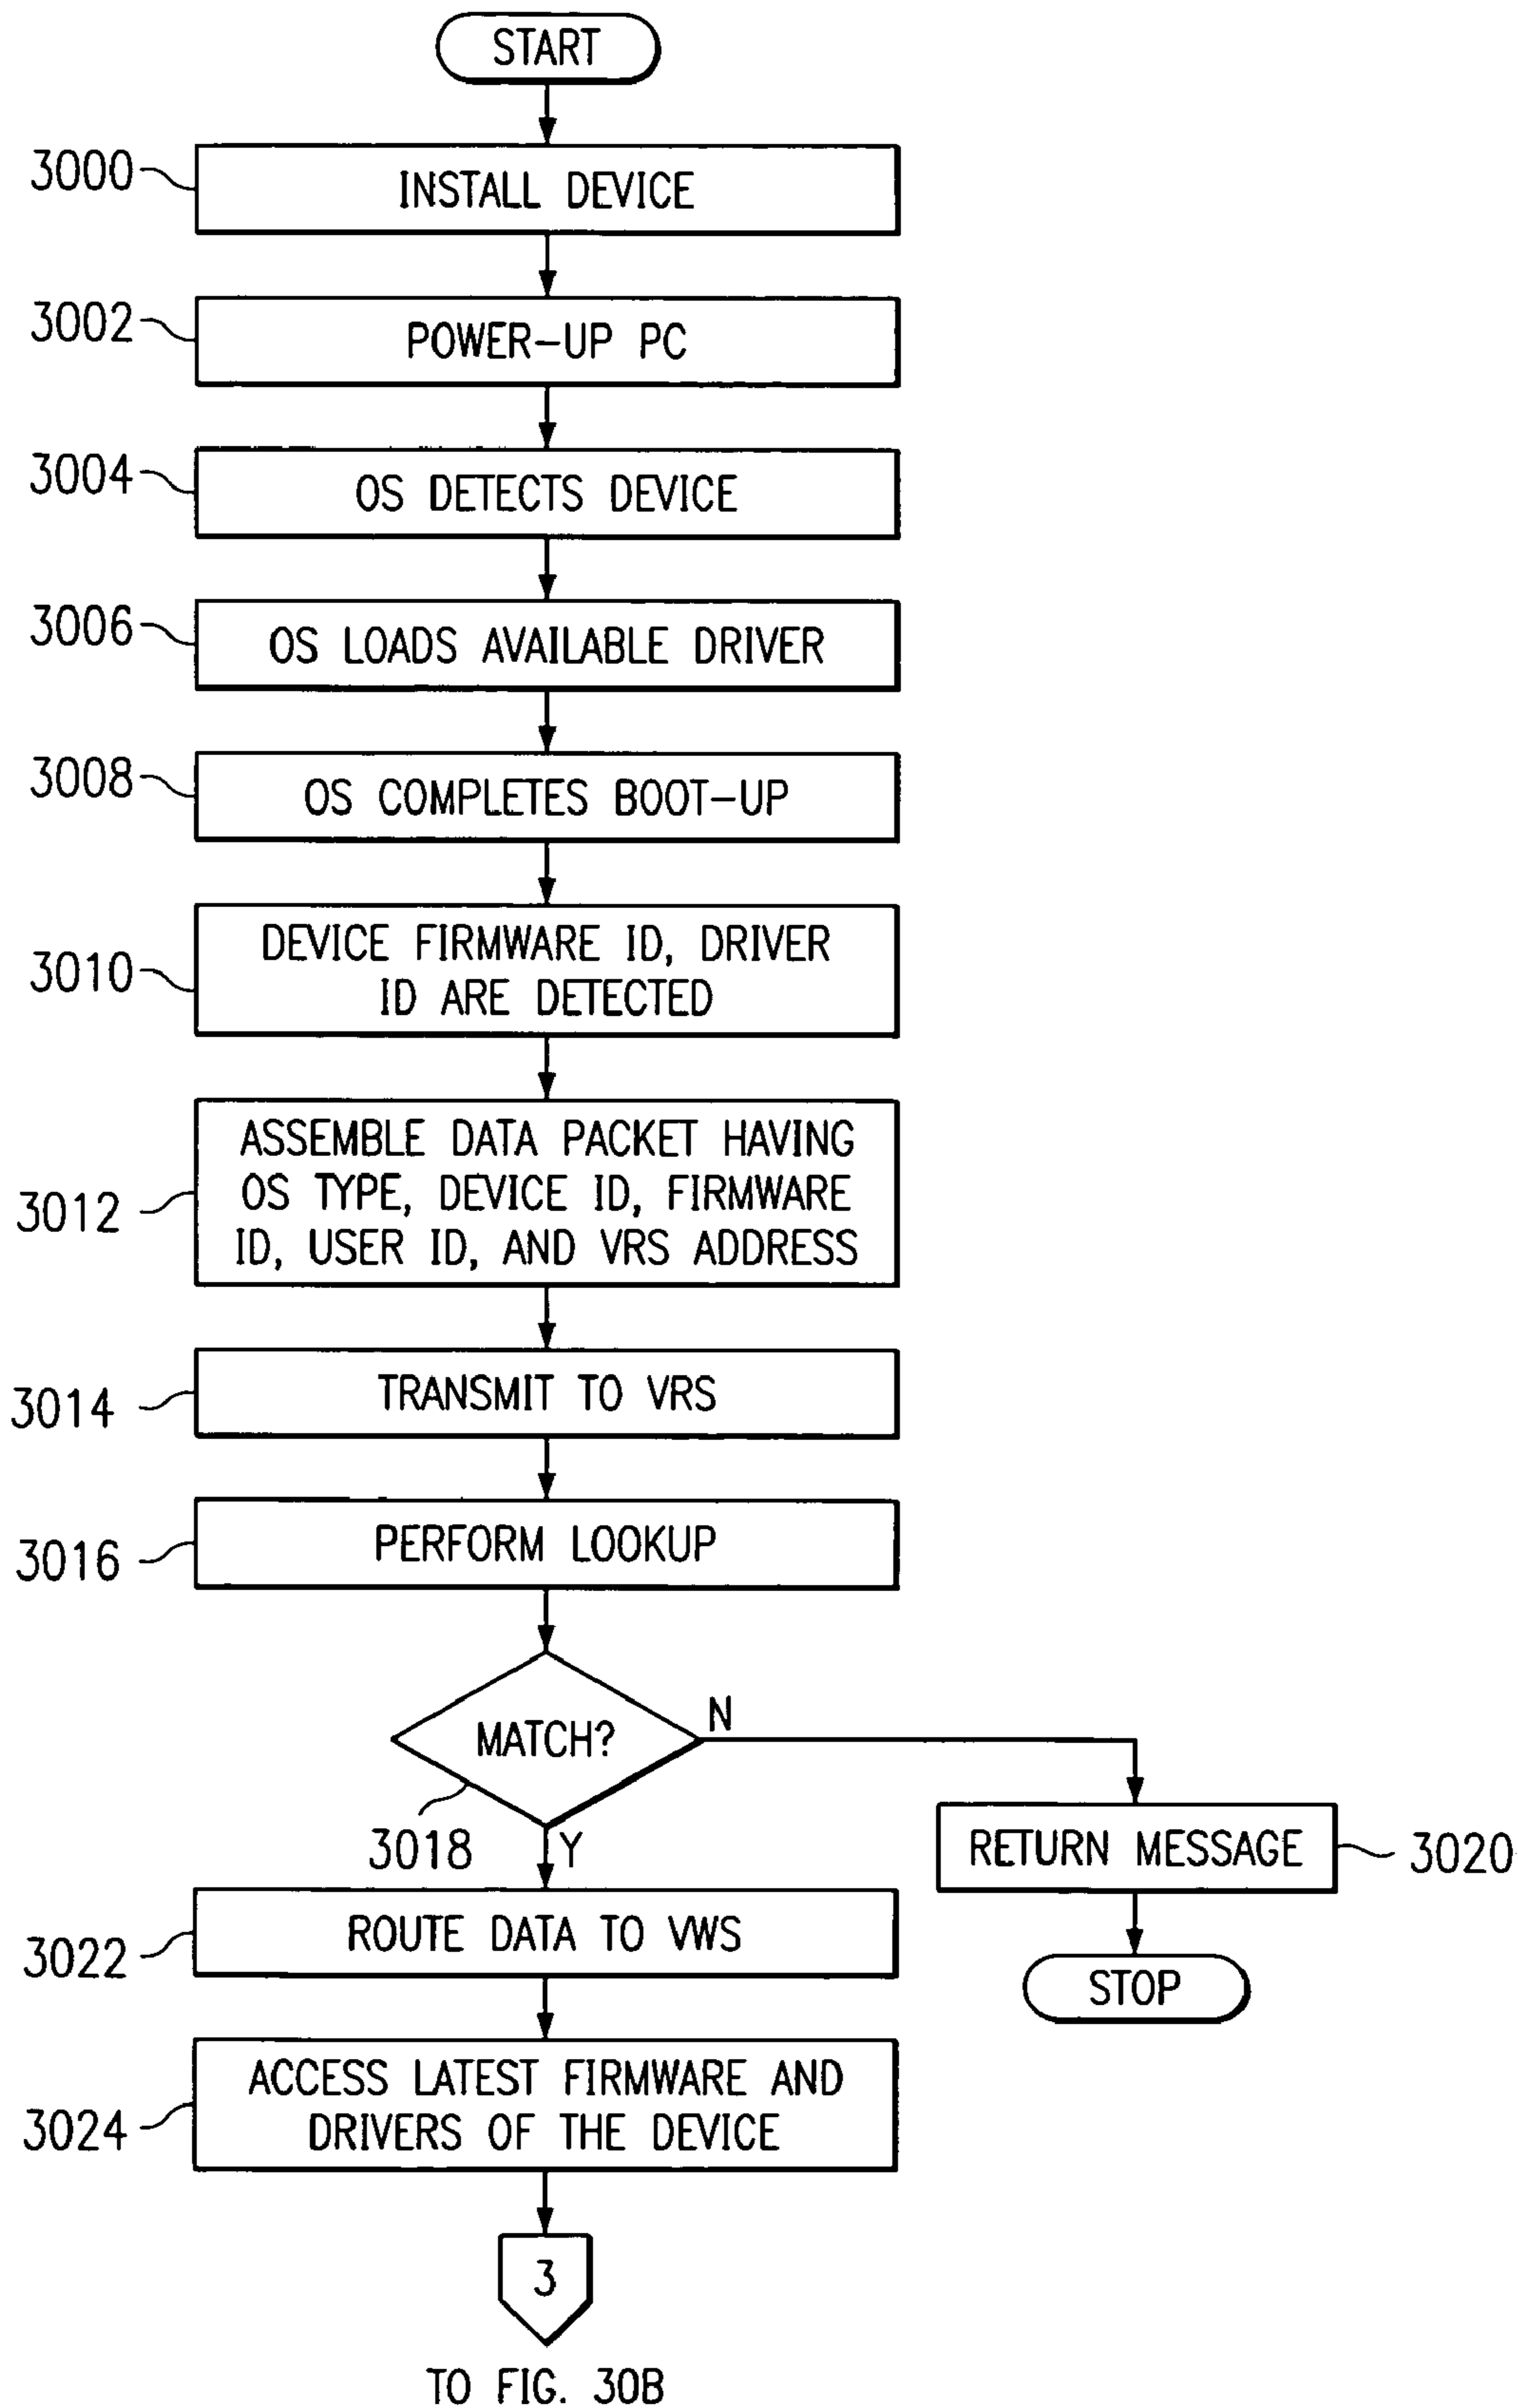 START
3000
INSTALL DEVICE
3002
POWER-UP PC
3004
OS DETECTS DEVICE
3006
OS LOADS AVAILABLE DRIVER
3008
OS COMPLETES BOOT-UP
3010
DEVICE FIRMWARE ID, DRIVER
ID ARE DETECTED
3012
ASSEMBLE DATA PACKET HAVING
OS TYPE, DEVICE ID, FIRMWARE
ID, USER ID, AND VRS ADDRESS
3014
TRANSMIT TO VRS
3016
PERFORM LOOKUP
MATCH?
N
3018
Y
RETURN MESSAGE
3020
STOP
3022
ROUTE DATA TO VWS
3024
ACCESS LATEST FIRMWARE AND
DRIVERS OF THE DEVICE
3
TO FIG. 30B